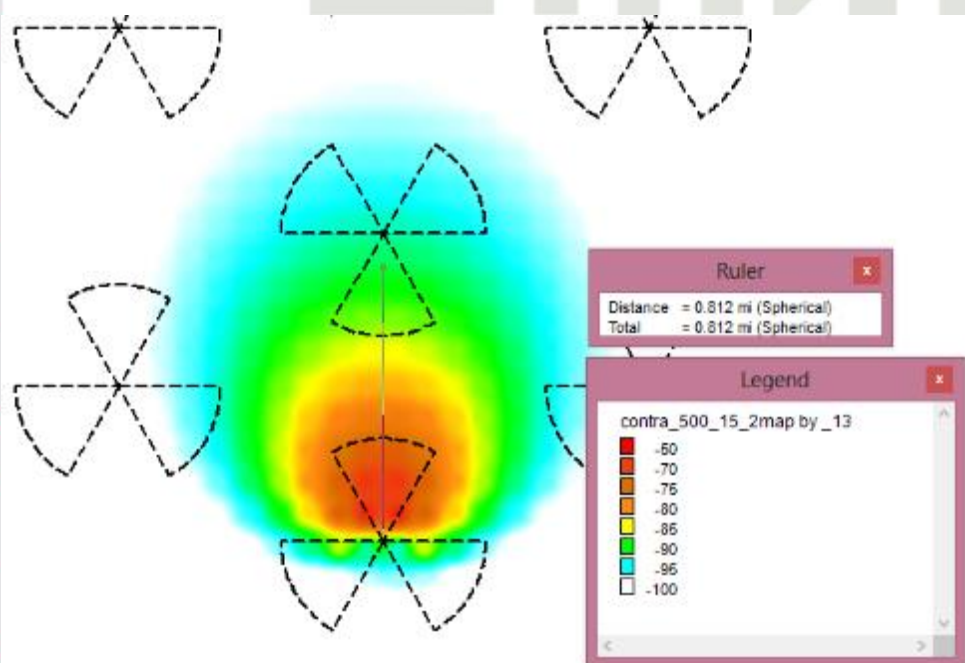 Ruler
x
Distance = 0.812 mi (Spherical)
Total = 0.812 mi (Spherical)
Legend
x
contra_500_15_2map by _13
-60
-70
-75
-80
-85
-90
-95
-100